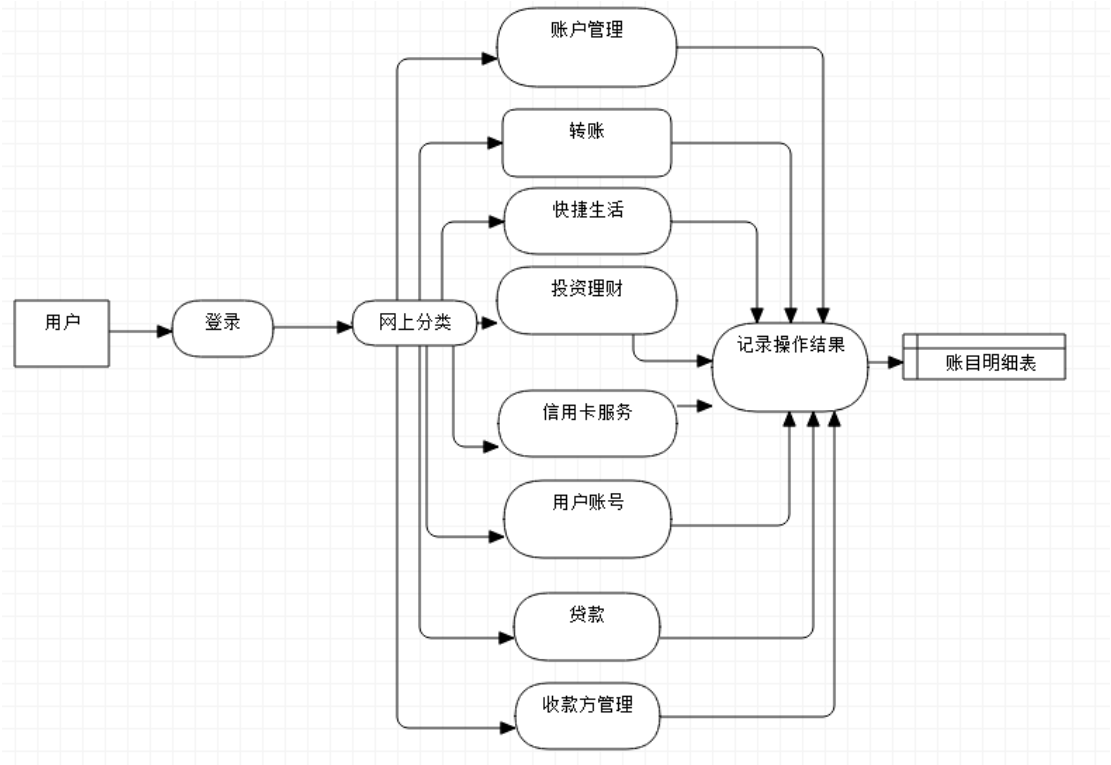 账户管理
转账
快捷生活
投资理财
用户
登录
网上分类
记录操作结果
账目明细表
信用卡服务
用户账号
贷款
收款方管理